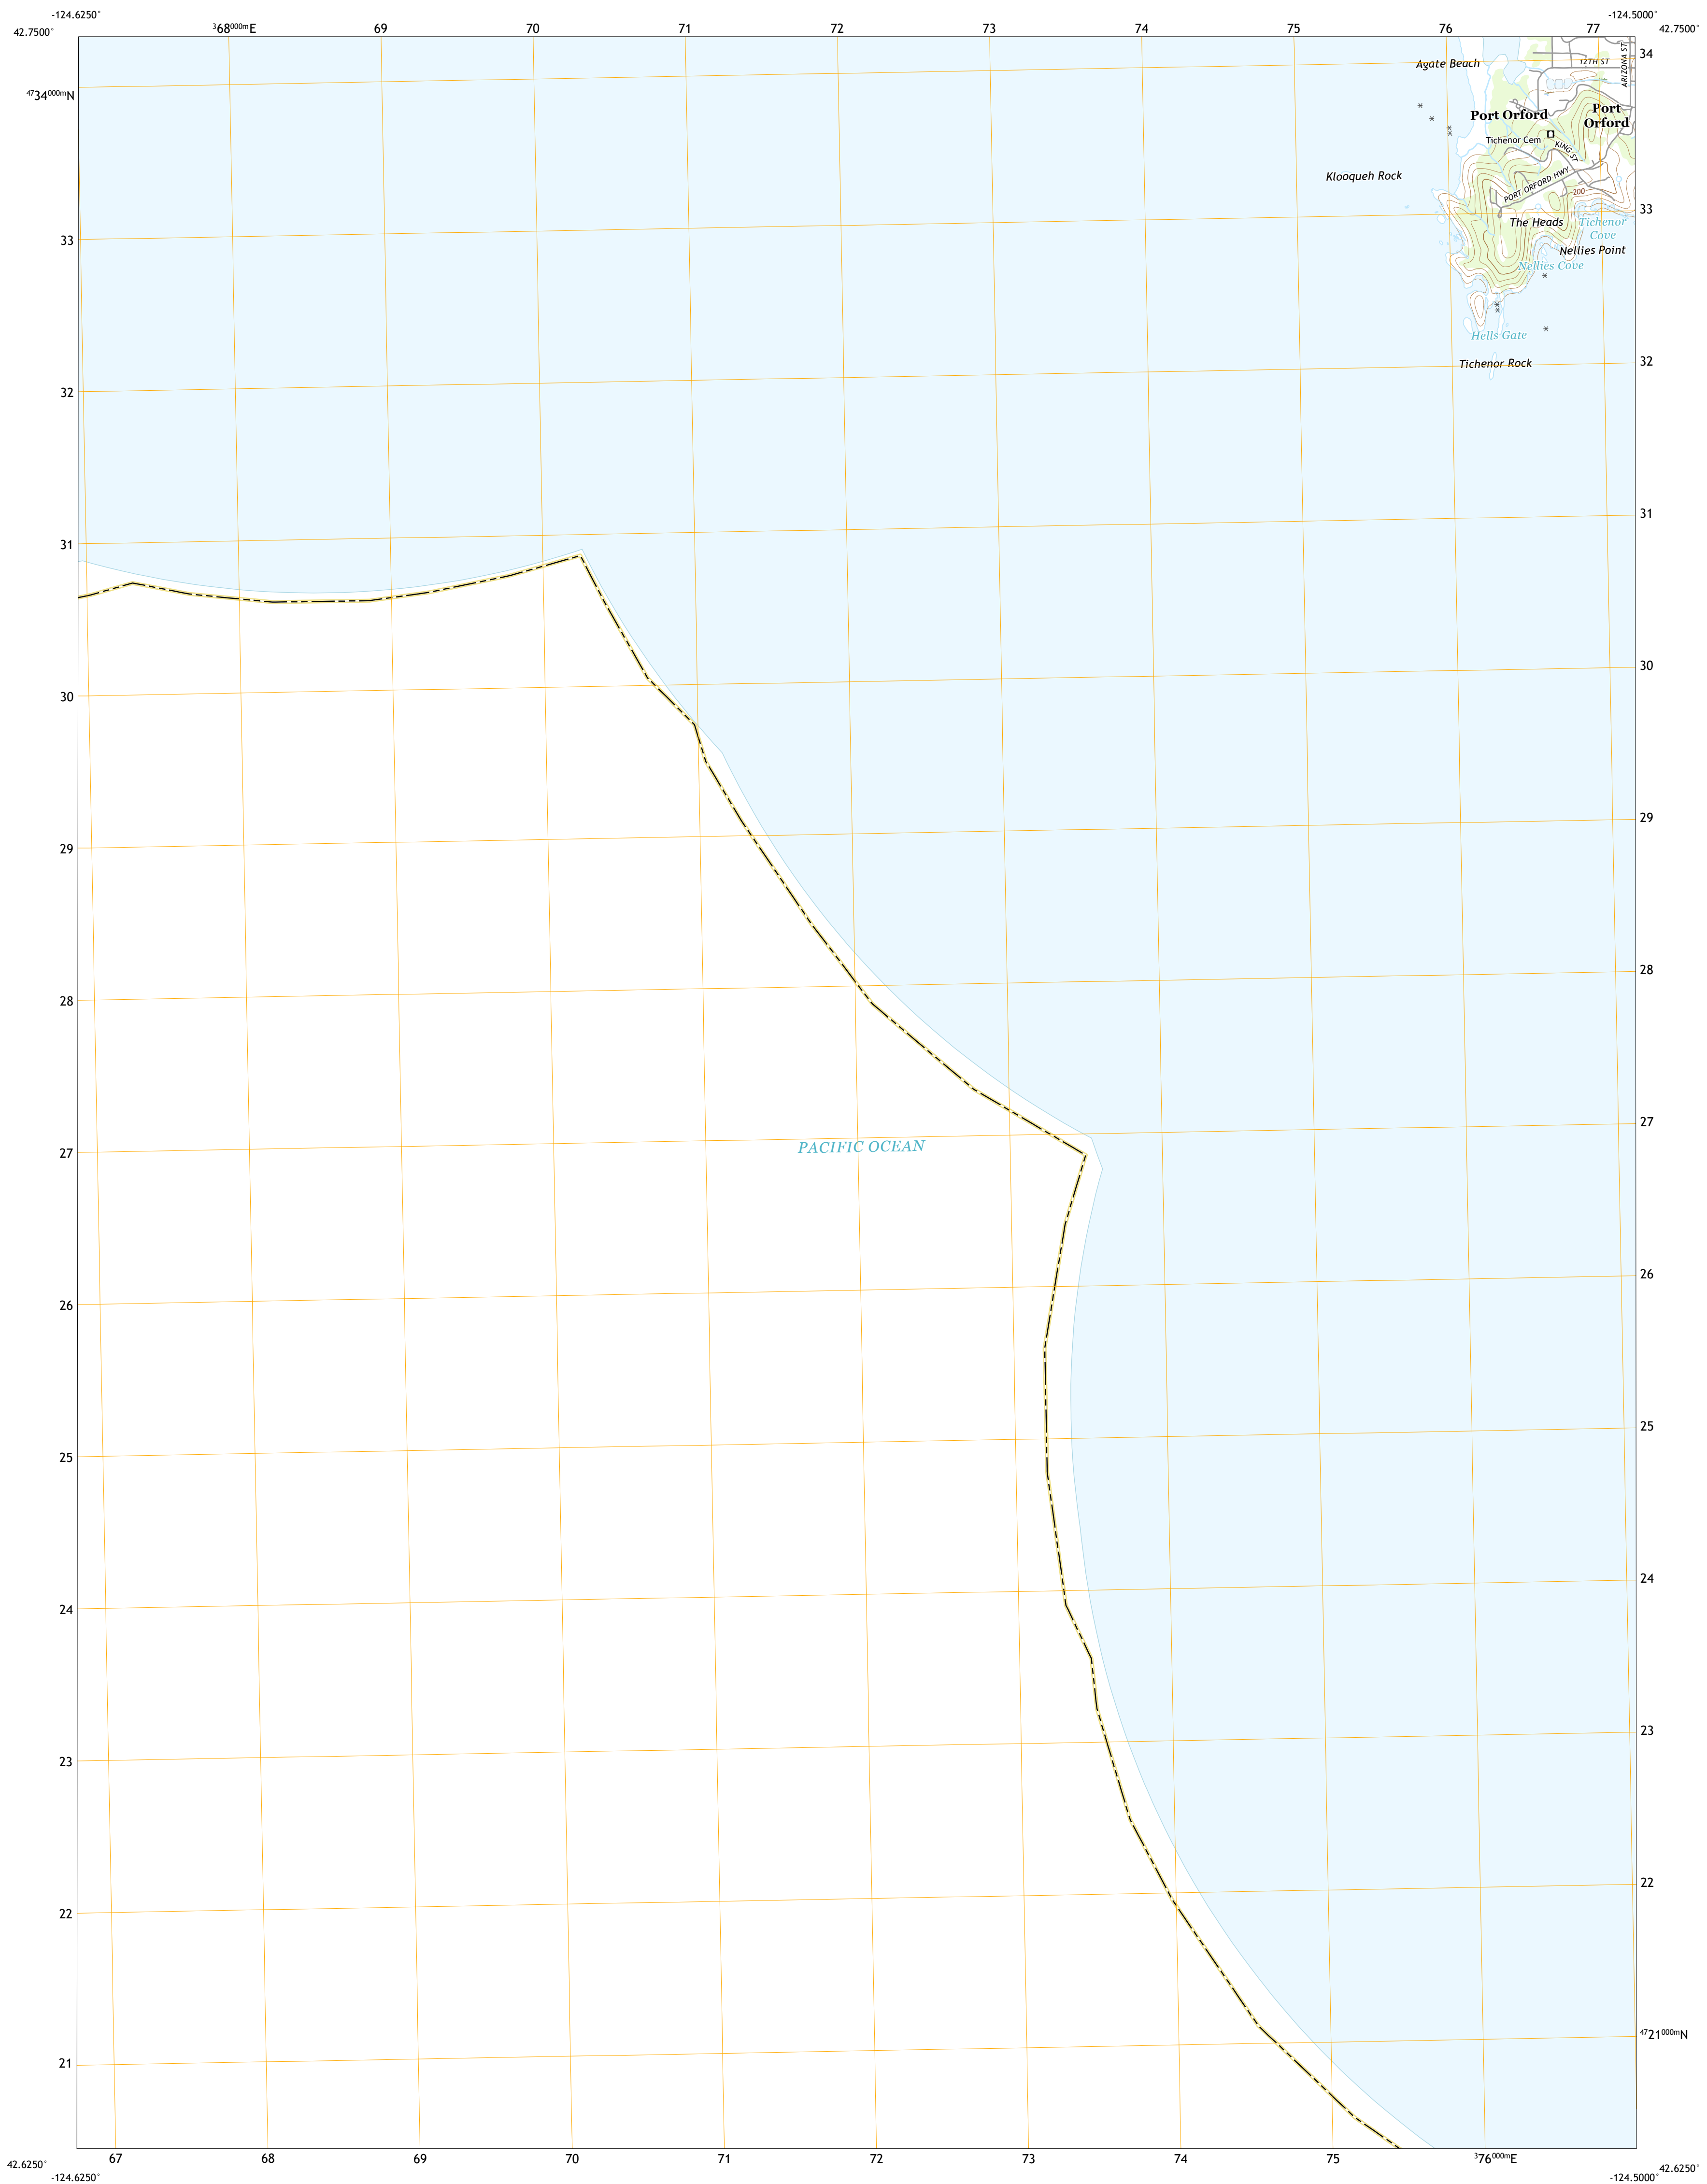 -124.6250°
-124.5000°
42.7500°
³68⁰⁰⁰ᵐE
69
70
71
72
73
74
75
76
77
42.7500°
34
Agate Beach
12TH ST
ARIZONA ST
⁴⁷34⁰⁰⁰ᵐN
Port Orford
Port
Orford
Tichenor Cem
KING ST
Klooqueh Rock
PORT ORFORD HWY
200
33
The Heads
Tichenor
Cove
33
Nellies Point
Nellies Cove
Hells Gate
Tichenor Rock
32
32
31
31
30
30
29
29
28
28
27
PACIFIC OCEAN
27
26
26
25
25
24
24
23
23
22
22
⁴⁷21⁰⁰⁰ᵐN
21
67
68
69
70
71
72
73
74
75
³76⁰⁰⁰ᵐE
42.6250°
42.6250°
-124.6250°
-124.5000°